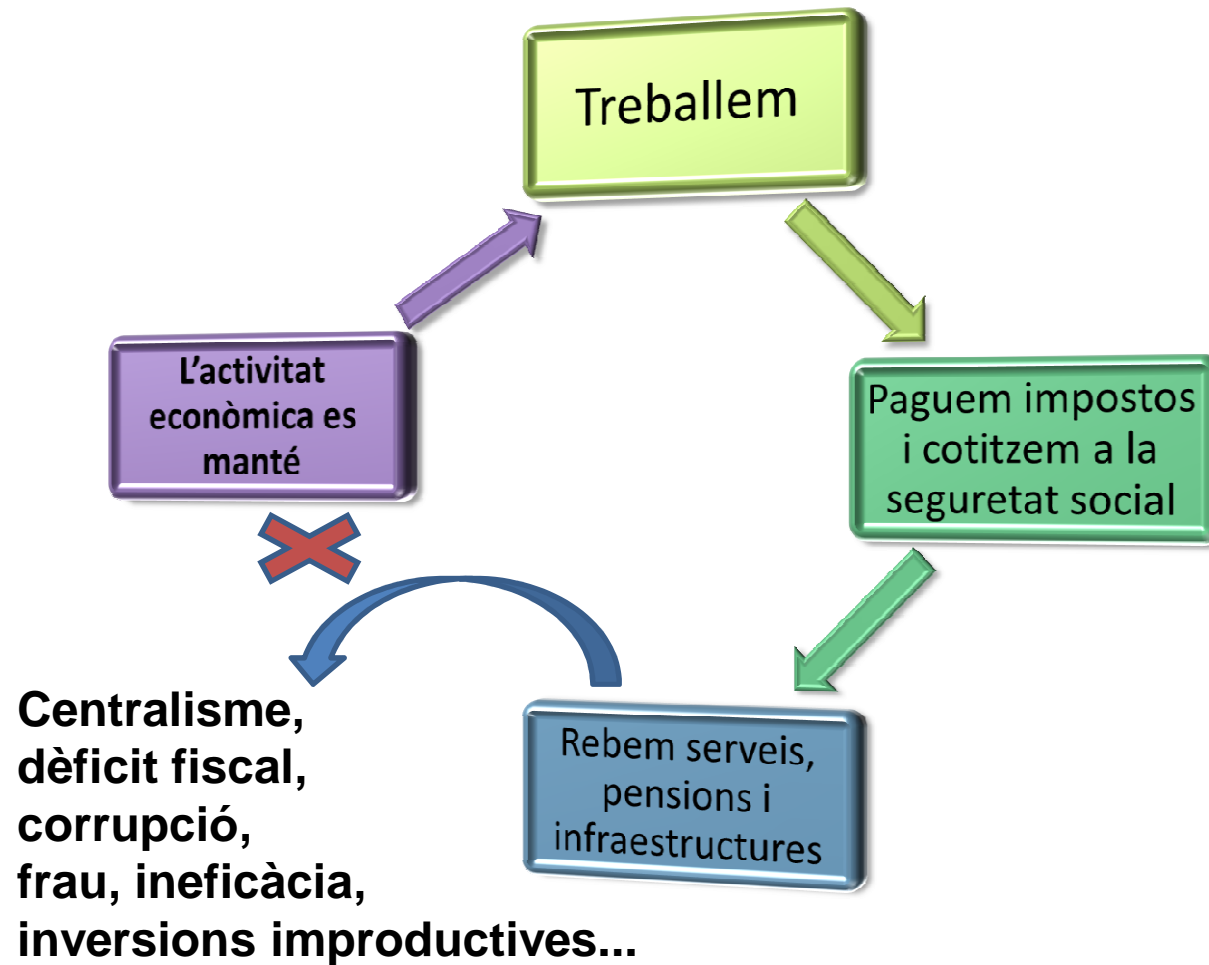 Treballem
L'activitat
econòmica es
manté
Paguem impostos
i cotitzem a la
seguretat social
Rebem serveis,
pensions i
infraestructures
Centralisme,
dèficit fiscal,
corrupció,
frau, ineficàcia,
inversions improductives...